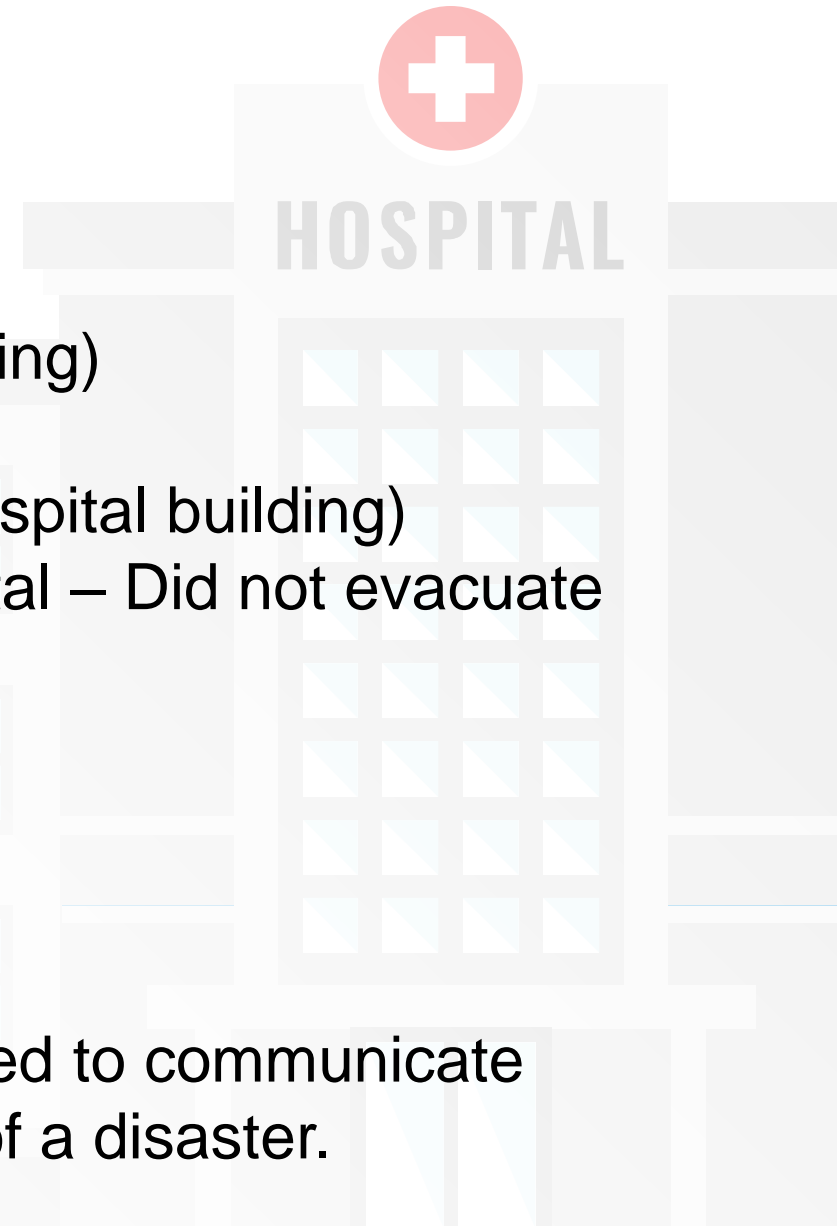 HOSPITAL
ing)
spital building)
al – Did not evacuate
ed to communicate
of a disaster.